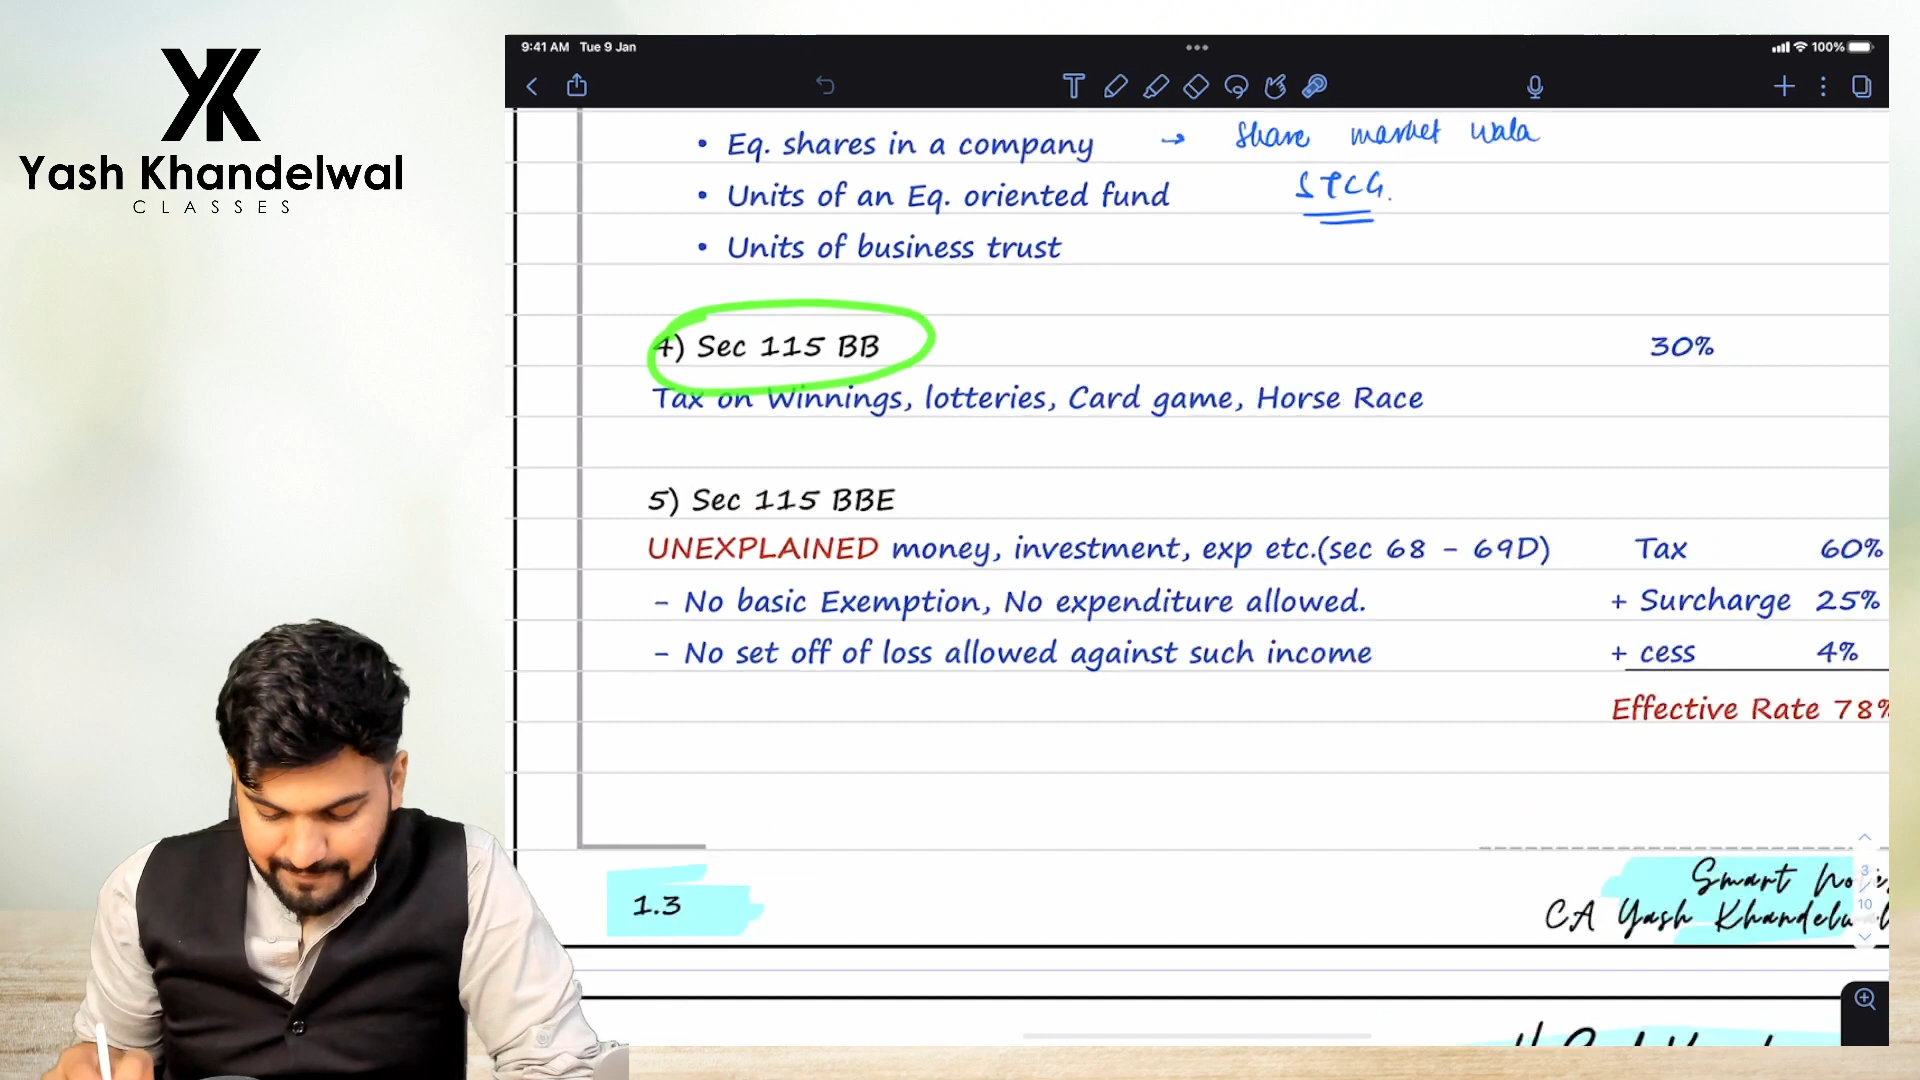 Yash Khandelwal
CLASSES
9:41 AM Tue 9 Jan
100%
• Eq. shares in a company → Share market wala
• Units of an Eq. oriented fund STCG.
• Units of business trust
4) Sec 115 BB 30%
Tax on Winnings, lotteries, Card game, Horse Race
5) Sec 115 BBE
UNEXPLAINED money, investment, exp etc.(sec 68 - 69D) Tax 60%
- No basic Exemption, No expenditure allowed. + Surcharge 25%
- No set off of loss allowed against such income + cess 4%
Effective Rate 78%
1.3
Smart
CA Yash
3
/
10